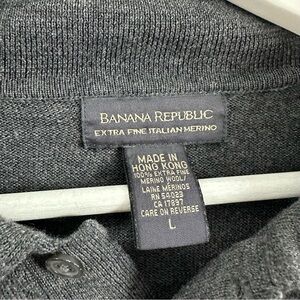 BANANA REPUBLIC
EXTRA FINE ITALIAN MERINO
MADE IN
HONG KONG
100% EXTRA FINE
MERINO WOOL/
LAINE MERINOS
RN 54023
CA 17897
CARE ON REVERSE
L